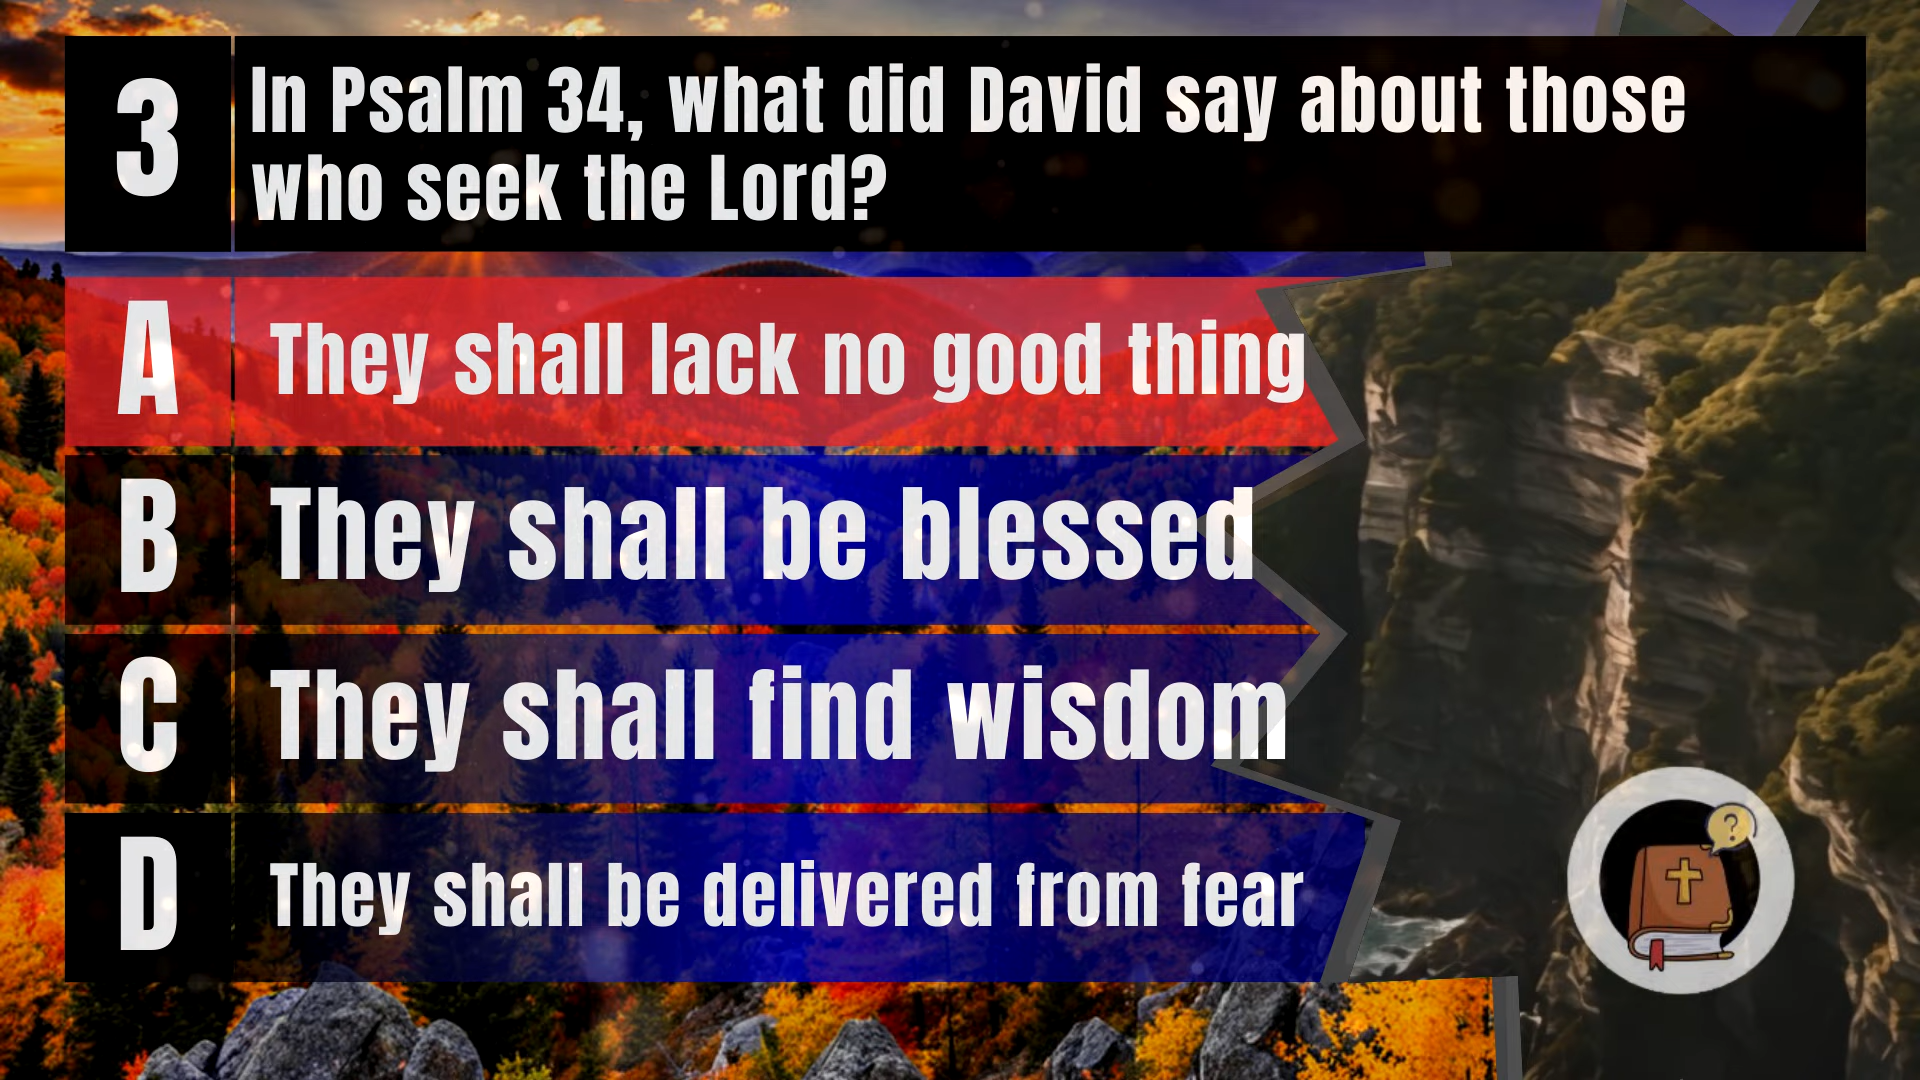 3
In Psalm 34, what did David say about those
who seek the Lord?
A
They shall lack no good thing
B
They shall be blessed
C
They shall find wisdom
D
They shall be delivered from fear
?